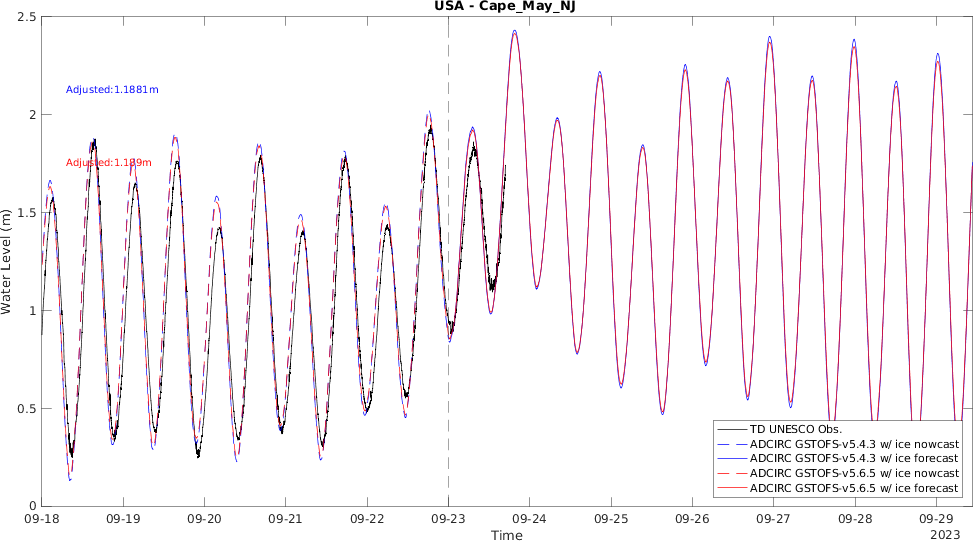 USA - Cape_May_NJ
2.5
2
1.5
1
0.5
0
Water Level (m)
Adjusted:1.1881m
Adjusted:1.189m
TD UNESCO Obs.
ADCIRC GSTOFS-v5.4.3 w/ ice nowcast
ADCIRC GSTOFS-v5.4.3 w/ ice forecast
ADCIRC GSTOFS-v5.6.5 w/ ice nowcast
ADCIRC GSTOFS-v5.6.5 w/ ice forecast
09-18 09-19 09-20 09-21 09-22 09-23 09-24 09-25 09-26 09-27 09-28 09-29
2023
Time